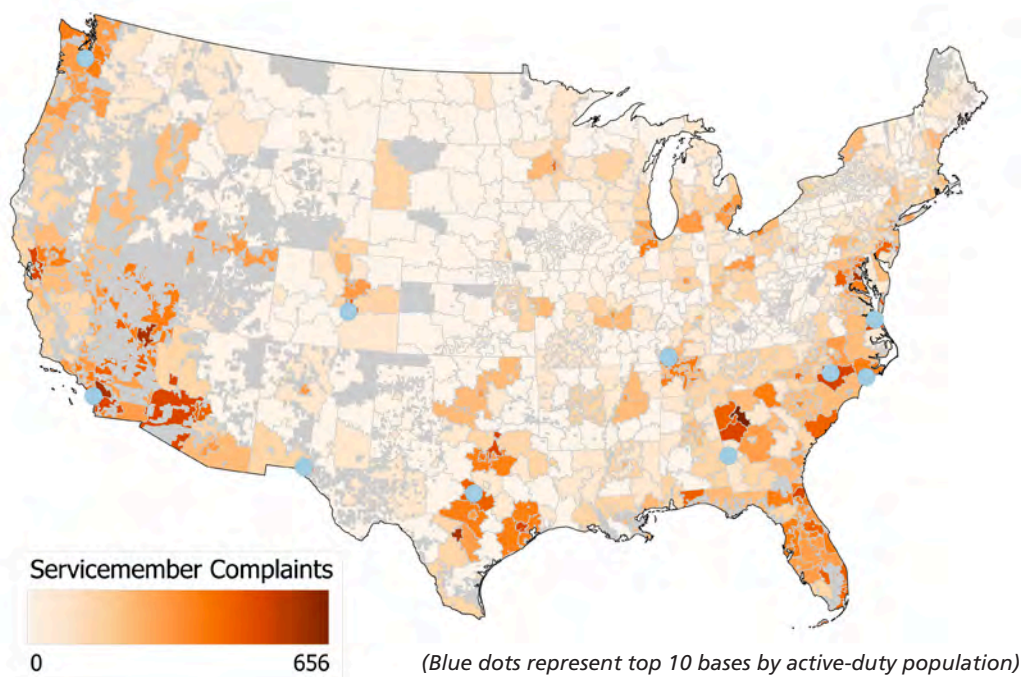 Servicemember Complaints
0 656
(Blue dots represent top 10 bases by active-duty population)